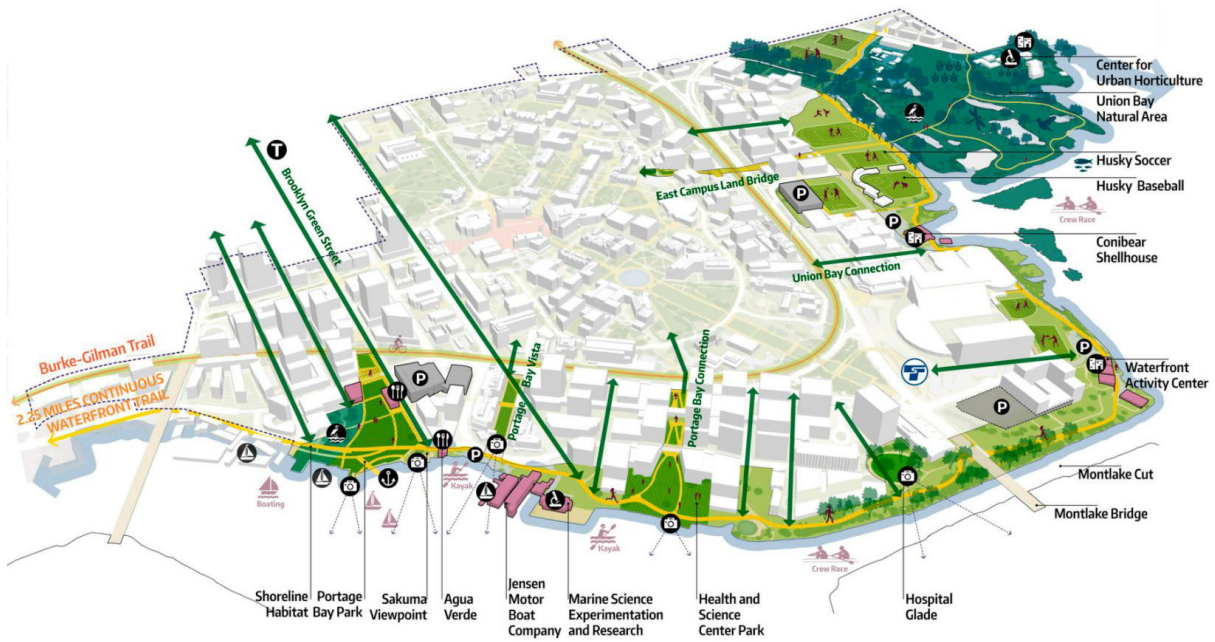 Center for
Urban Horticulture
Union Bay
Natural Area
Husky Soccer
Husky Baseball
Crew Race
Conibear
Shellhouse
T
Brooklyn Green Street
East Campus Land Bridge
P
P
Union Bay Connection
Burke-Gilman Trail
2.25 MILES CONTINUOUS
WATERFRONT TRAIL
P
Portage Bay Vista
Portage Bay Connection
T
P
P
Waterfront
Activity Center
P
Boating
Kayak
Kayak
Crew Race
Montlake Cut
Montlake Bridge
Shoreline
Habitat
Portage
Bay Park
Sakuma
Viewpoint
Agua
Verde
Jensen
Motor
Boat
Company
Marine Science
Experimentation
and Research
Health and
Science
Center Park
Hospital
Glade